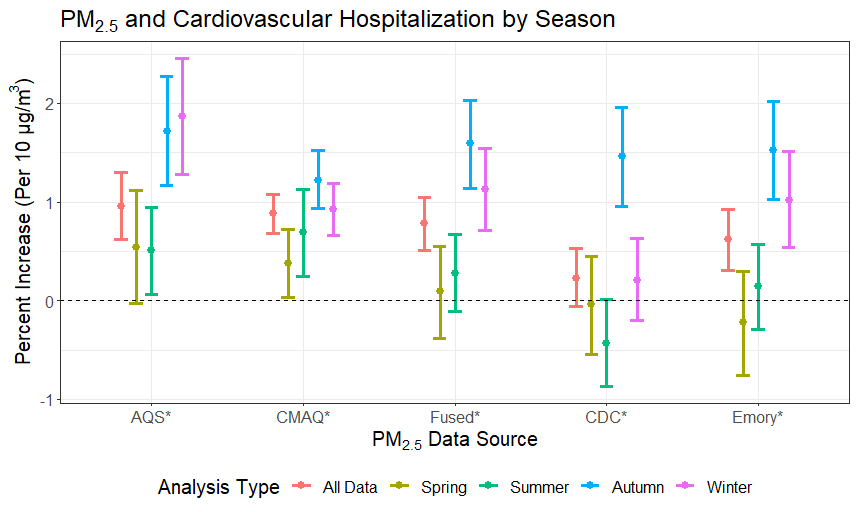 PM2.5 and Cardiovascular Hospitalization by Season
Percent Increase (Per 10 µg/m3)
2
1
0
-1
AQS* CMAQ* Fused* CDC* Emory*
PM2.5 Data Source
Analysis Type All Data Spring Summer Autumn Winter